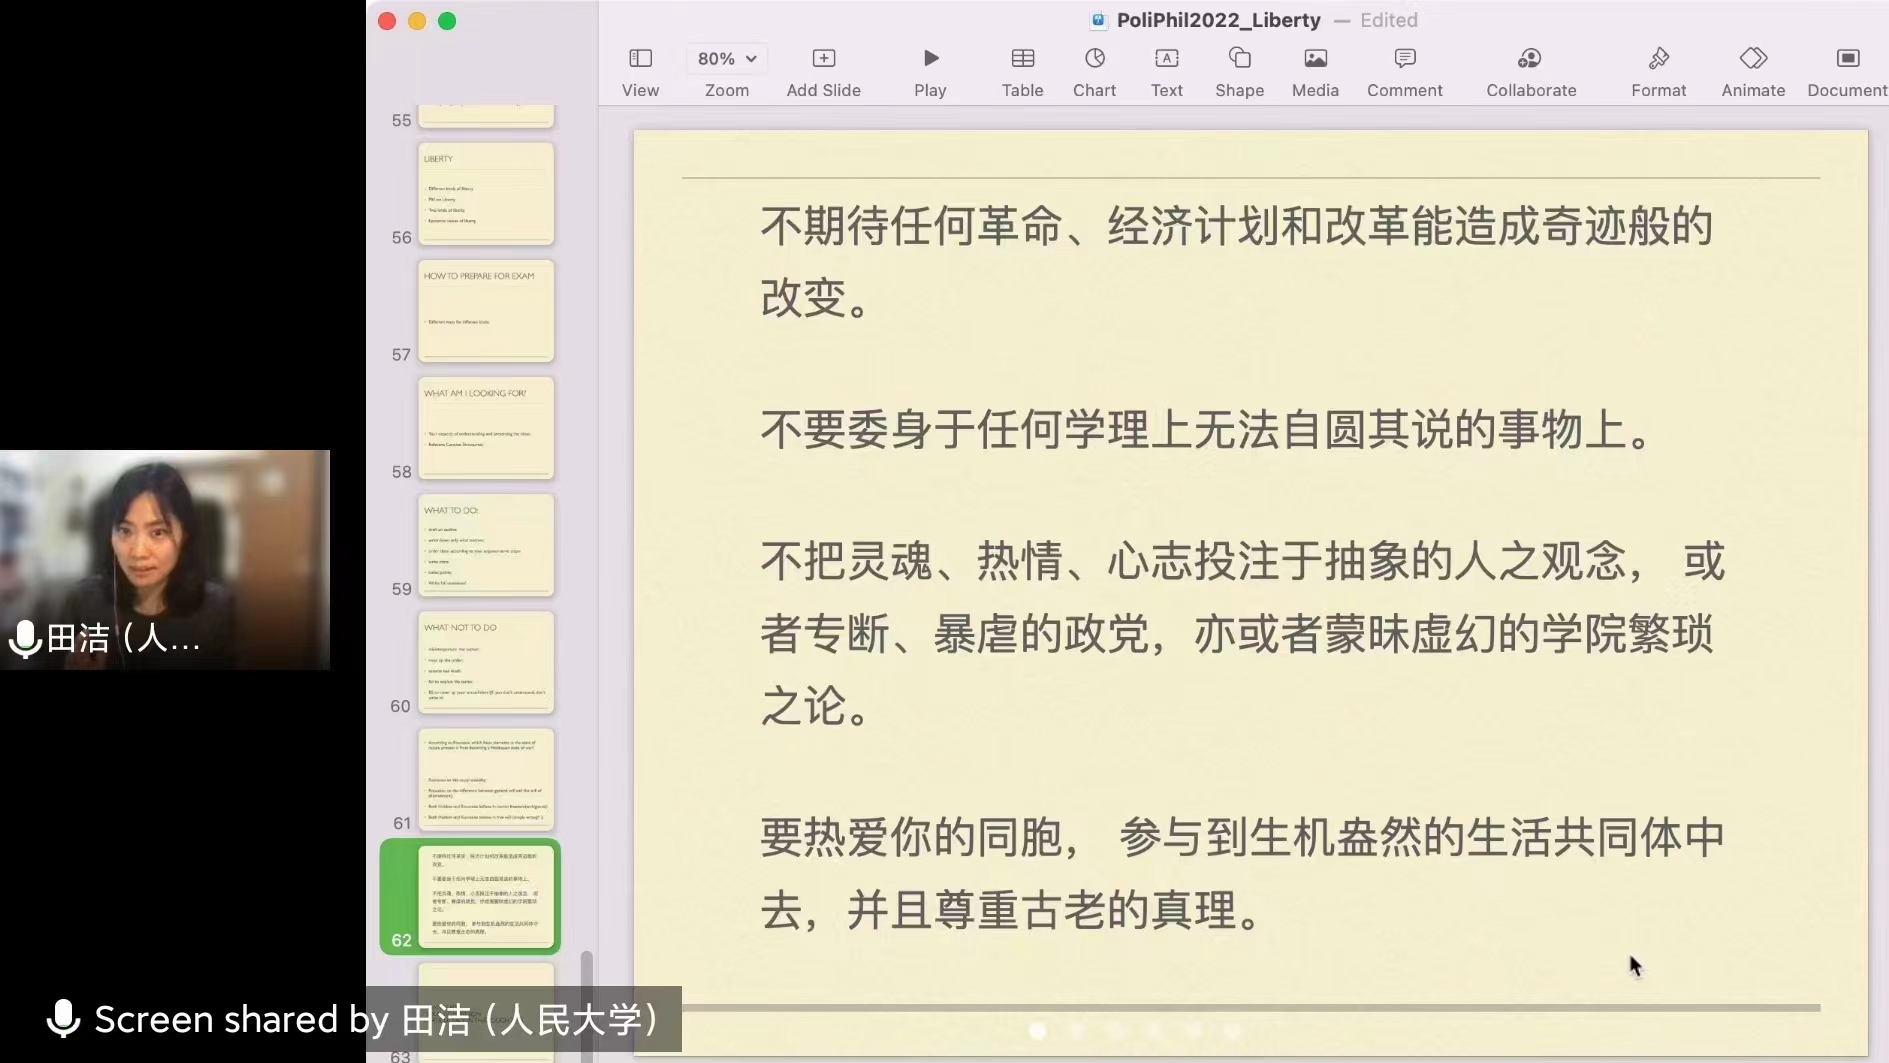 PoliPhil2022_Liberty — Edited
View
80%
Zoom
Add Slide
Play
Table
Chart
Text
Shape
Media
Comment
Collaborate
Format
Animate
Document
55
LIBERTY
Different kinds of liberty
Two kinds of liberty
56
HOW TO PREPARE FOR EXAM
57
WHAT AM I LOOKING FOR?
58
WHAT TO DO:
59
WHAT NOT TO DO
60
61
62
63
不期待任何革命、经济计划和改革能造成奇迹般的
改变。
不要委身于任何学理上无法自圆其说的事物上。
不把灵魂、热情、心志投注于抽象的人之观念， 或
者专断、暴虐的政党，亦或者蒙昧虚幻的学院繁琐
之论。
要热爱你的同胞， 参与到生机盎然的生活共同体中
去，并且尊重古老的真理。
田洁（人...
Screen shared by 田洁（人民大学）